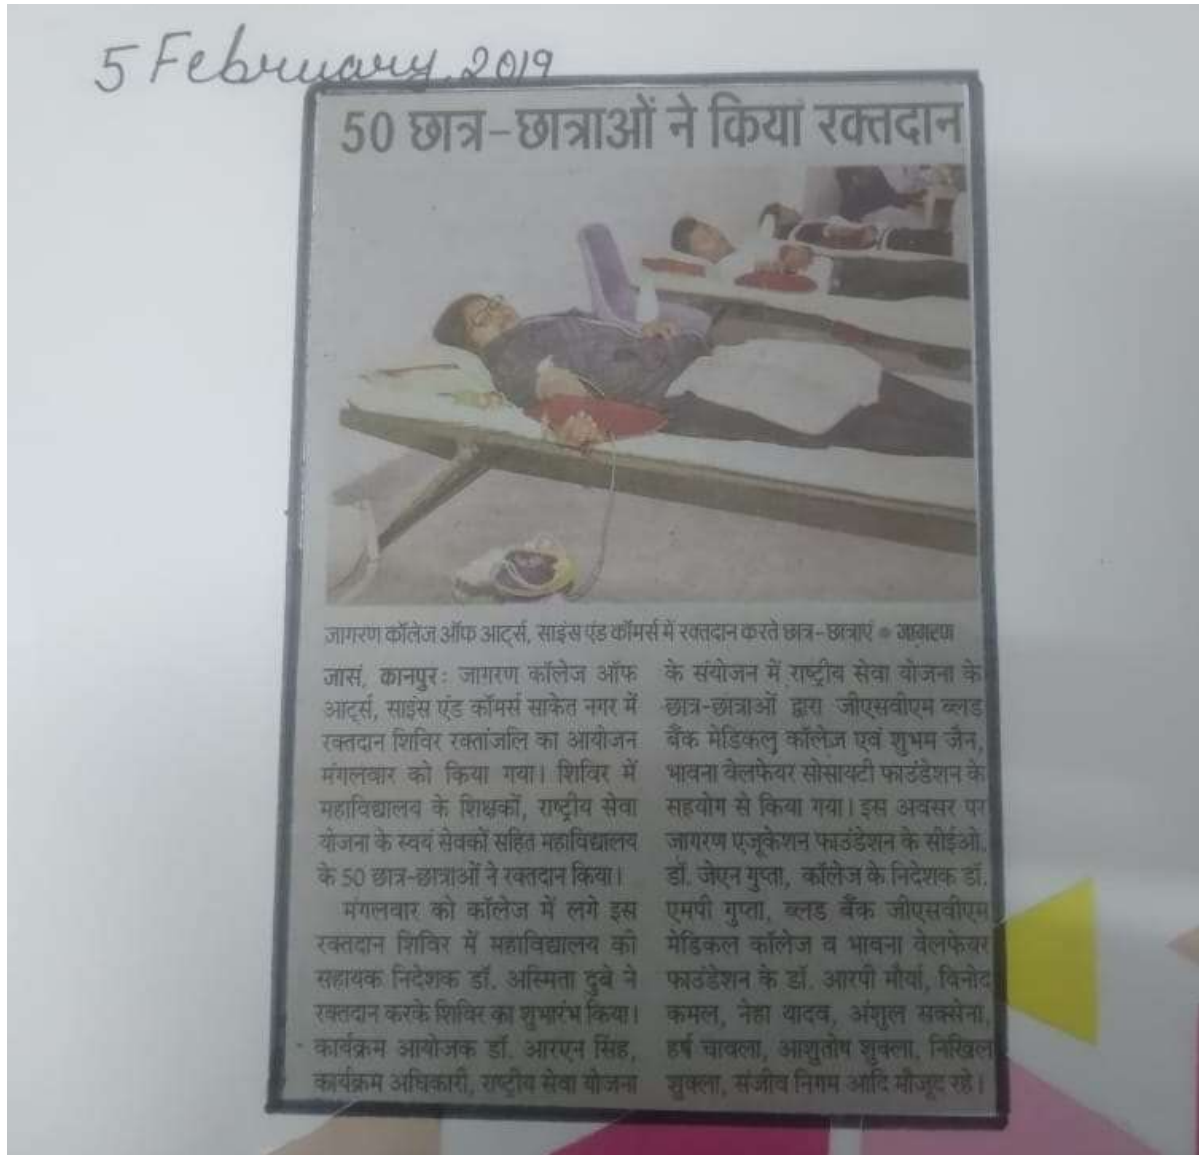 5 February, 2019
50 छात्र-छात्राओं ने किया रक्तदान
जागरण कॉलेज ऑफ आर्ट्स, साइंस एंड कॉमर्स में रक्तदान करते छात्र-छात्राएं ● जागरण
जासं, कानपुर: जागरण कॉलेज ऑफ
आर्ट्स, साइंस एंड कॉमर्स साकेत नगर में
रक्तदान शिविर रक्तांजलि का आयोजन
मंगलवार को किया गया। शिविर में
महाविद्यालय के शिक्षकों, राष्ट्रीय सेवा
योजना के स्वयं सेवकों सहित महाविद्यालय
के 50 छात्र-छात्राओं ने रक्तदान किया।
मंगलवार को कॉलेज में लगे इस
रक्तदान शिविर में महाविद्यालय की
सहायक निदेशक डॉ. अस्मिता दुबे ने
रक्तदान करके शिविर का शुभारंभ किया।
कार्यक्रम आयोजक डॉ. आरएन सिंह,
कार्यक्रम अधिकारी, राष्ट्रीय सेवा योजना
के संयोजन में राष्ट्रीय सेवा योजना के
छात्र-छात्राओं द्वारा जीएसवीएम ब्लड
बैंक मेडिकल कॉलेज एवं शुभम जैन,
भावना वेलफेयर सोसायटी फाउंडेशन के
सहयोग से किया गया। इस अवसर पर
जागरण एजूकेशन फाउंडेशन के सीईओ.
डॉ. जेएन गुप्ता, कॉलेज के निदेशक डॉ.
एमपी गुप्ता, ब्लड बैंक जीएसवीएम
मेडिकल कॉलेज व भावना वेलफेयर
फाउंडेशन के डॉ. आरपी मौर्या, विनोद
कमल, नेहा यादव, अंशुल सक्सेना,
हर्ष चावला, आशुतोष शुक्ला, निखिल
शुक्ला, संजीव निगम आदि मौजूद रहे।